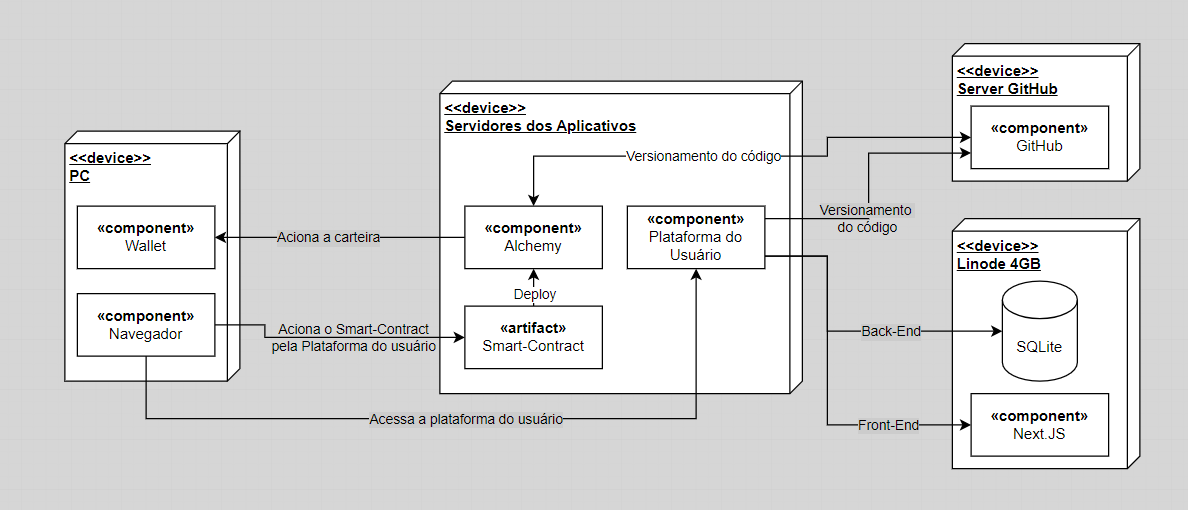 <<device>>
PC
«component»
Wallet
«component»
Navegador
Aciona a carteira
Aciona o Smart-Contract
pela Plataforma do usuário
Acessa a plataforma do usuário
<<device>>
Servidores dos Aplicativos
Versionamento do código
«component»
Alchemy
«component»
Plataforma do
Usuário
Deploy
«artifact»
Smart-Contract
Versionamento
do código
<<device>>
Server GitHub
«component»
GitHub
<<device>>
Linode 4GB
Back-End
SQLite
Front-End
«component»
Next.JS